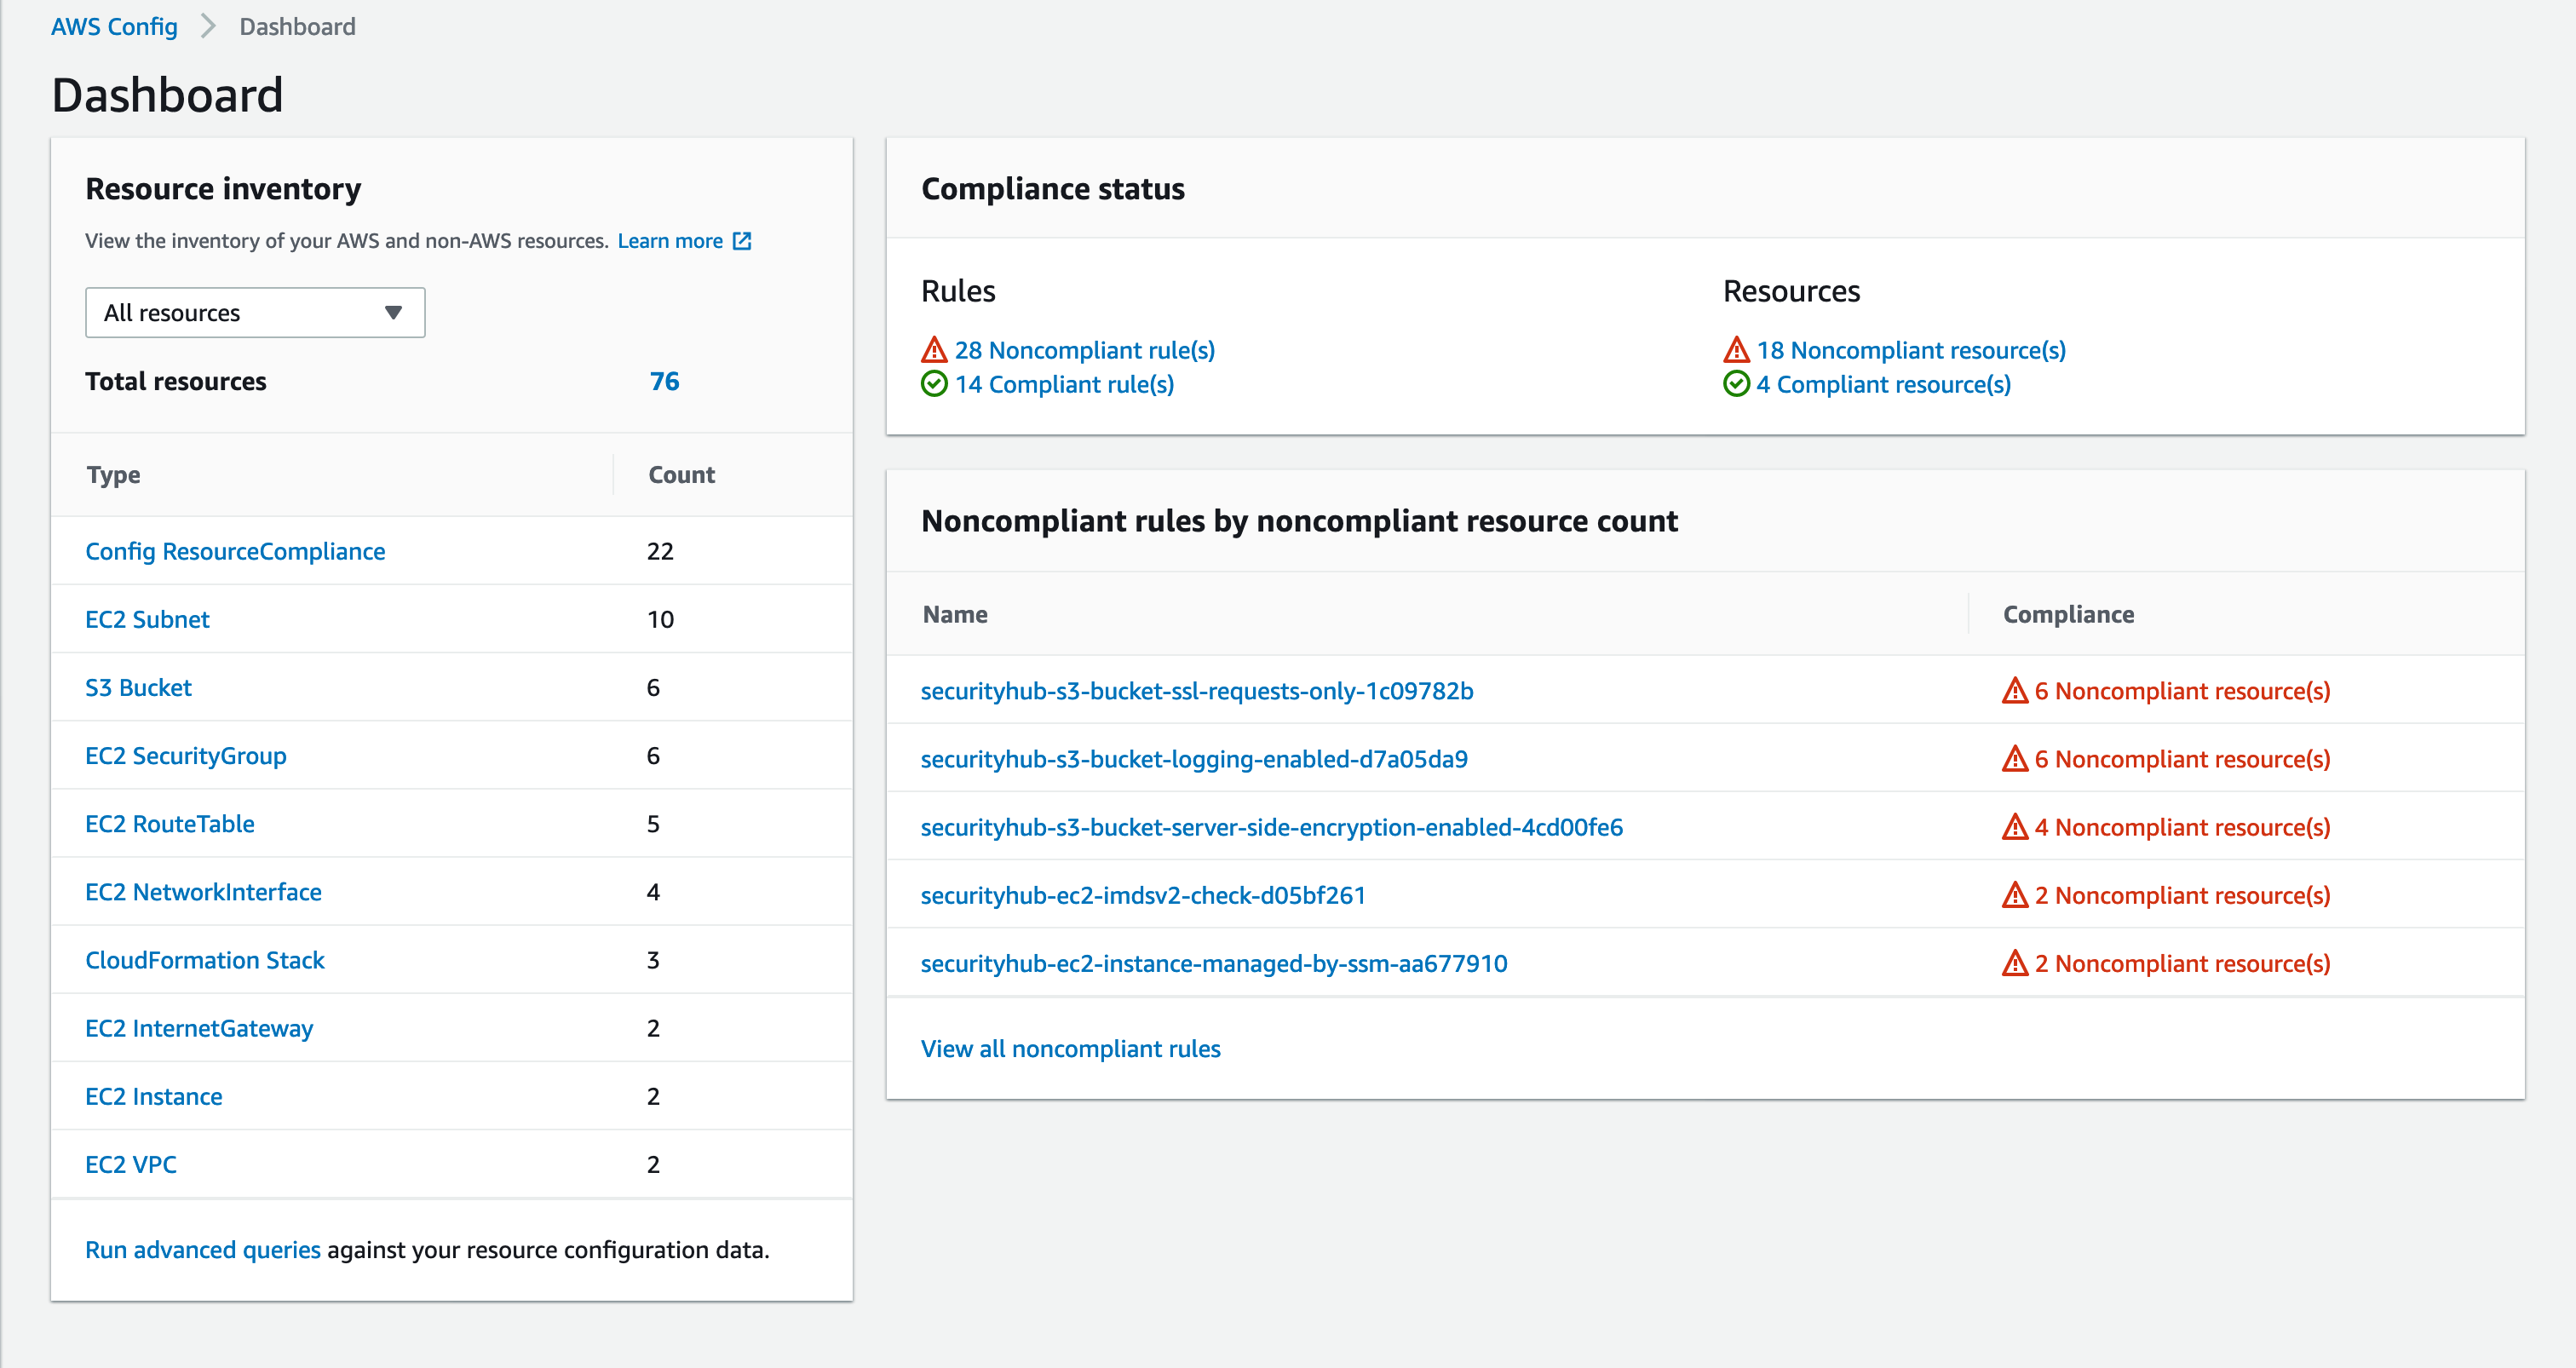 AWS Config > Dashboard
Dashboard
Resource inventory
View the inventory of your AWS and non-AWS resources. Learn more
All resources
Total resources 76
Type Count
Config ResourceCompliance 22
EC2 Subnet 10
S3 Bucket 6
EC2 SecurityGroup 6
EC2 RouteTable 5
EC2 NetworkInterface 4
CloudFormation Stack 3
EC2 InternetGateway 2
EC2 Instance 2
EC2 VPC 2
Run advanced queries against your resource configuration data.
Compliance status
Rules
28 Noncompliant rule(s)
14 Compliant rule(s)
Resources
18 Noncompliant resource(s)
4 Compliant resource(s)
Noncompliant rules by noncompliant resource count
Name Compliance
securityhub-s3-bucket-ssl-requests-only-1c09782b 6 Noncompliant resource(s)
securityhub-s3-bucket-logging-enabled-d7a05da9 6 Noncompliant resource(s)
securityhub-s3-bucket-server-side-encryption-enabled-4cd00fe6 4 Noncompliant resource(s)
securityhub-ec2-imdsv2-check-d05bf261 2 Noncompliant resource(s)
securityhub-ec2-instance-managed-by-ssm-aa677910 2 Noncompliant resource(s)
View all noncompliant rules